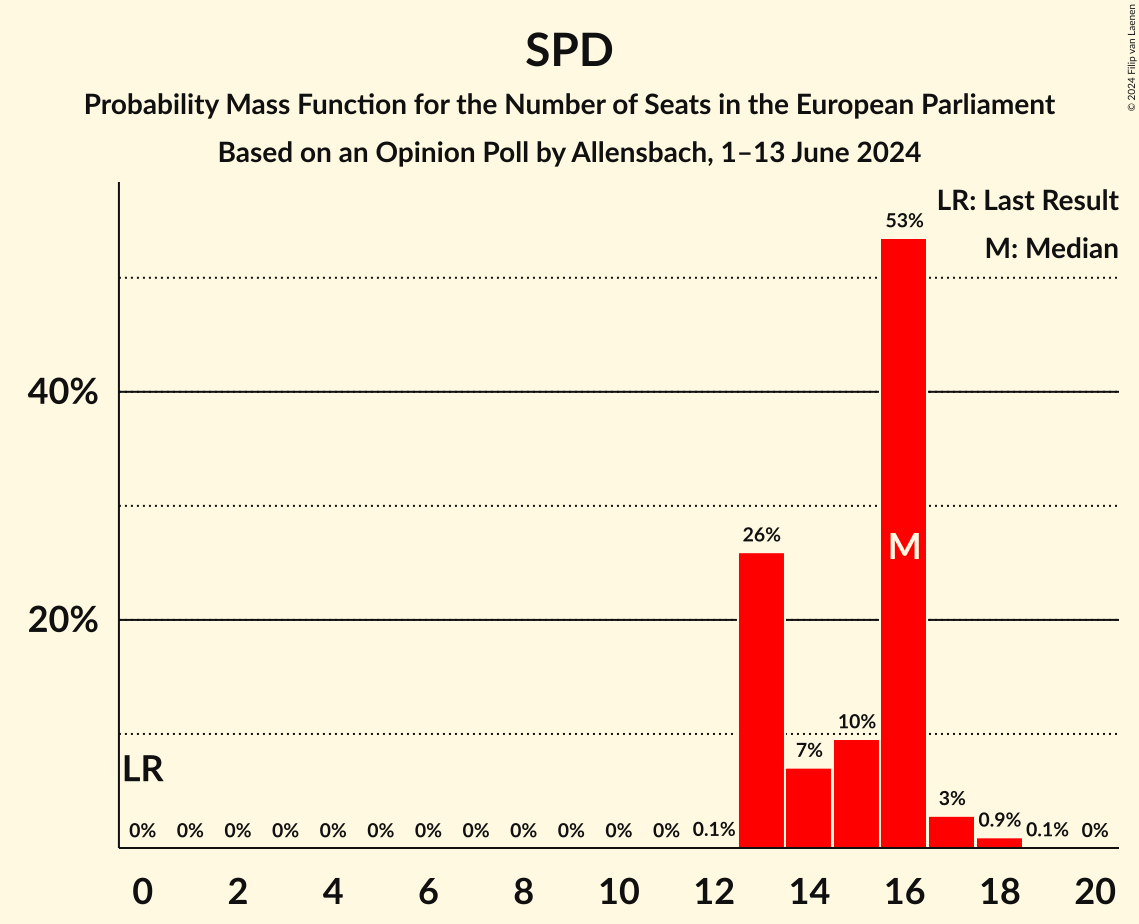 SPD
Probability Mass Function for the Number of Seats in the European Parliament
Based on an Opinion Poll by Allensbach, 1–13 June 2024
© 2024 Filip van Laenen
LR: Last Result
M: Median
53%
40%
26%
M
20%
10%
7%
LR
3%
0% 0% 0% 0% 0% 0% 0% 0% 0% 0% 0% 0% 0.1% 0.9% 0.1% 0%
0 2 4 6 8 10 12 14 16 18 20